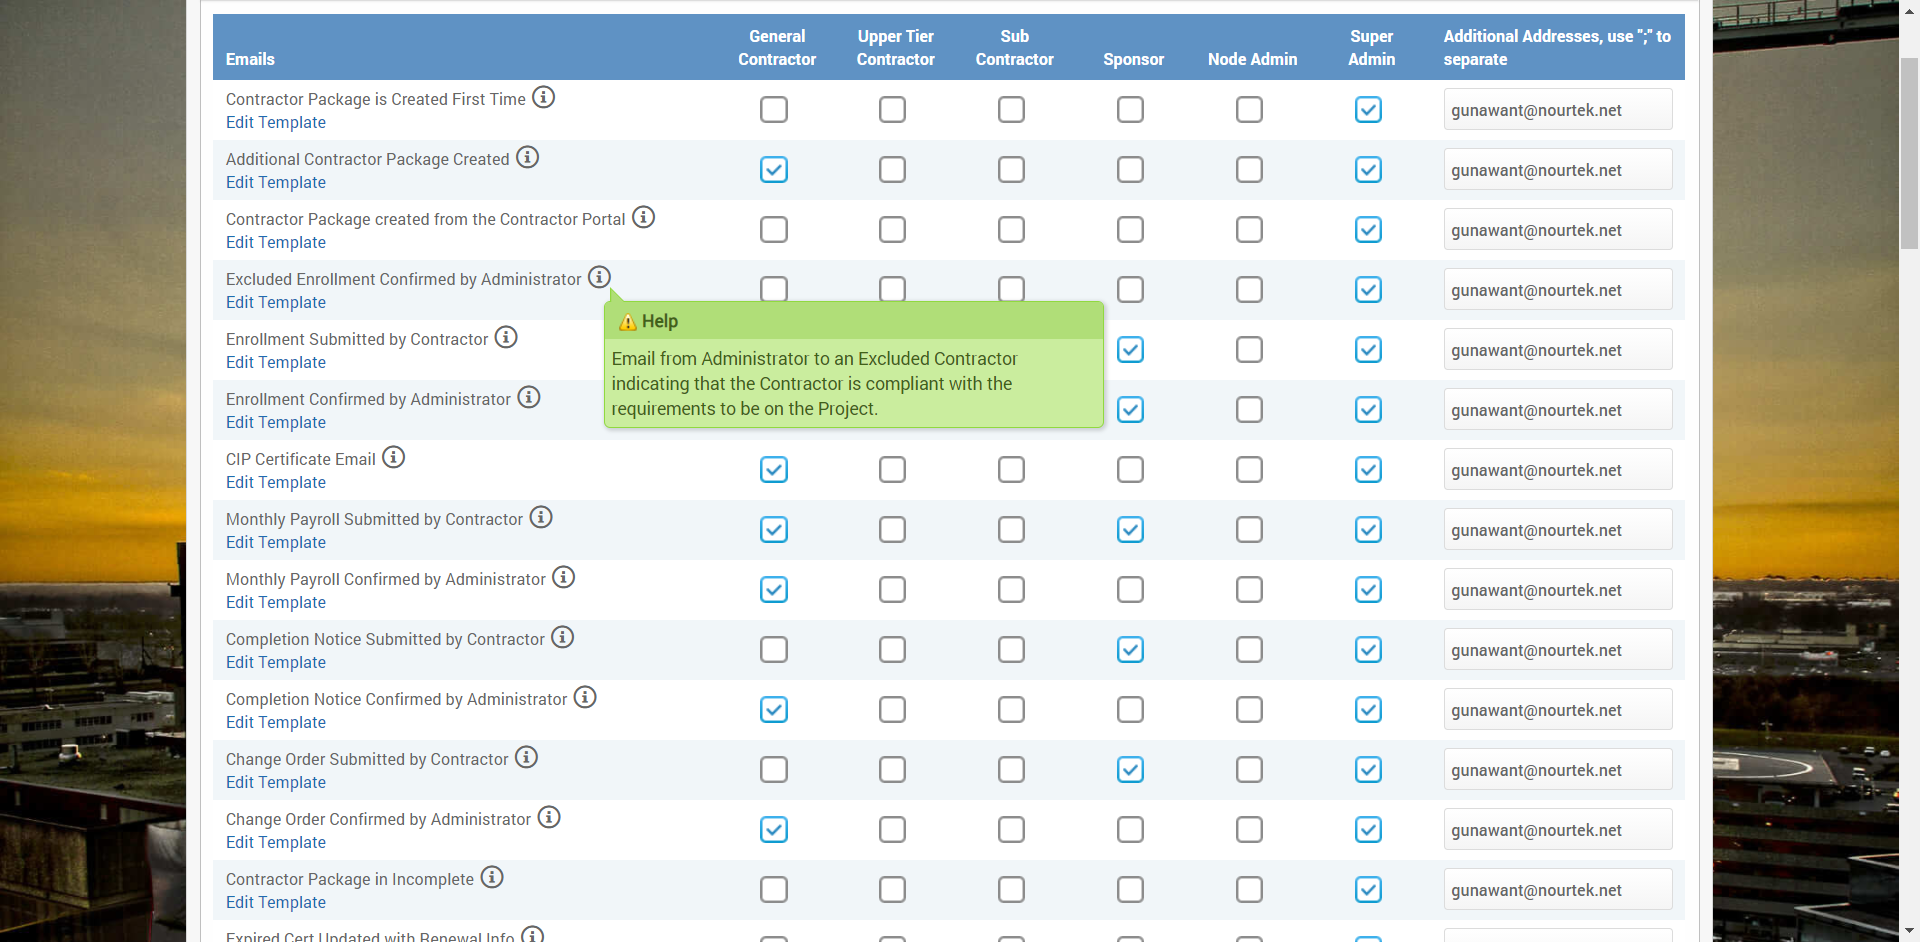 Emails
General Contractor
Upper Tier Contractor
Sub Contractor
Sponsor
Node Admin
Super Admin
Additional Addresses, use ";" to separate
Contractor Package is Created First Time
Edit Template
gunawant@nourtek.net
Additional Contractor Package Created
Edit Template
gunawant@nourtek.net
Contractor Package created from the Contractor Portal
Edit Template
gunawant@nourtek.net
Excluded Enrollment Confirmed by Administrator
Edit Template
gunawant@nourtek.net
Help
Email from Administrator to an Excluded Contractor
indicating that the Contractor is compliant with the
requirements to be on the Project.
Enrollment Submitted by Contractor
Edit Template
gunawant@nourtek.net
Enrollment Confirmed by Administrator
Edit Template
gunawant@nourtek.net
CIP Certificate Email
Edit Template
gunawant@nourtek.net
Monthly Payroll Submitted by Contractor
Edit Template
gunawant@nourtek.net
Monthly Payroll Confirmed by Administrator
Edit Template
gunawant@nourtek.net
Completion Notice Submitted by Contractor
Edit Template
gunawant@nourtek.net
Completion Notice Confirmed by Administrator
Edit Template
gunawant@nourtek.net
Change Order Submitted by Contractor
Edit Template
gunawant@nourtek.net
Change Order Confirmed by Administrator
Edit Template
gunawant@nourtek.net
Contractor Package in Incomplete
Edit Template
gunawant@nourtek.net
Expired Cert Updated with Renewal Info